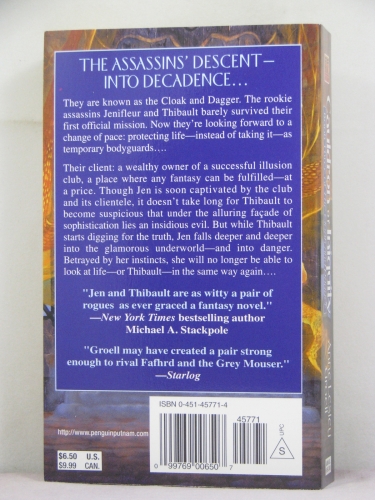 THE ASSASSINS' DESCENT—
INTO DECADENCE...
They are known as the Cloak and Dagger. The rookie
assassins Jenifleur and Thibault barely survived their
first official mission. Now they're looking forward to a
change of pace: protecting life—instead of taking it—as
temporary bodyguards....
Their client: a wealthy owner of a successful illusion
club, a place where any fantasy can be fulfilled—at
a price. Though Jen is soon captivated by the club
and its clientele, it doesn't take long for Thibault to
become suspicious that under the alluring façade of
sophistication lies an insidious evil. But while Thibault
starts digging for the truth, Jen falls deeper and deeper
into the glamorous underworld—and into danger.
Betrayed by her instincts, she will no longer be able to
look at life—or Thibault—in the same way again....
"Jen and Thibault are as witty a pair of
rogues as ever graced a fantasy novel."
—New York Times bestselling author
Michael A. Stackpole
"Groell may have created a pair strong
enough to rival Fafhrd and the Grey Mouser."
—Starlog
ISBN 0-451-45771-4
45771
UPC
S
0 99769 00650 7
http://www.penguinputnam.com
$6.50 U.S.
$9.99 CAN.